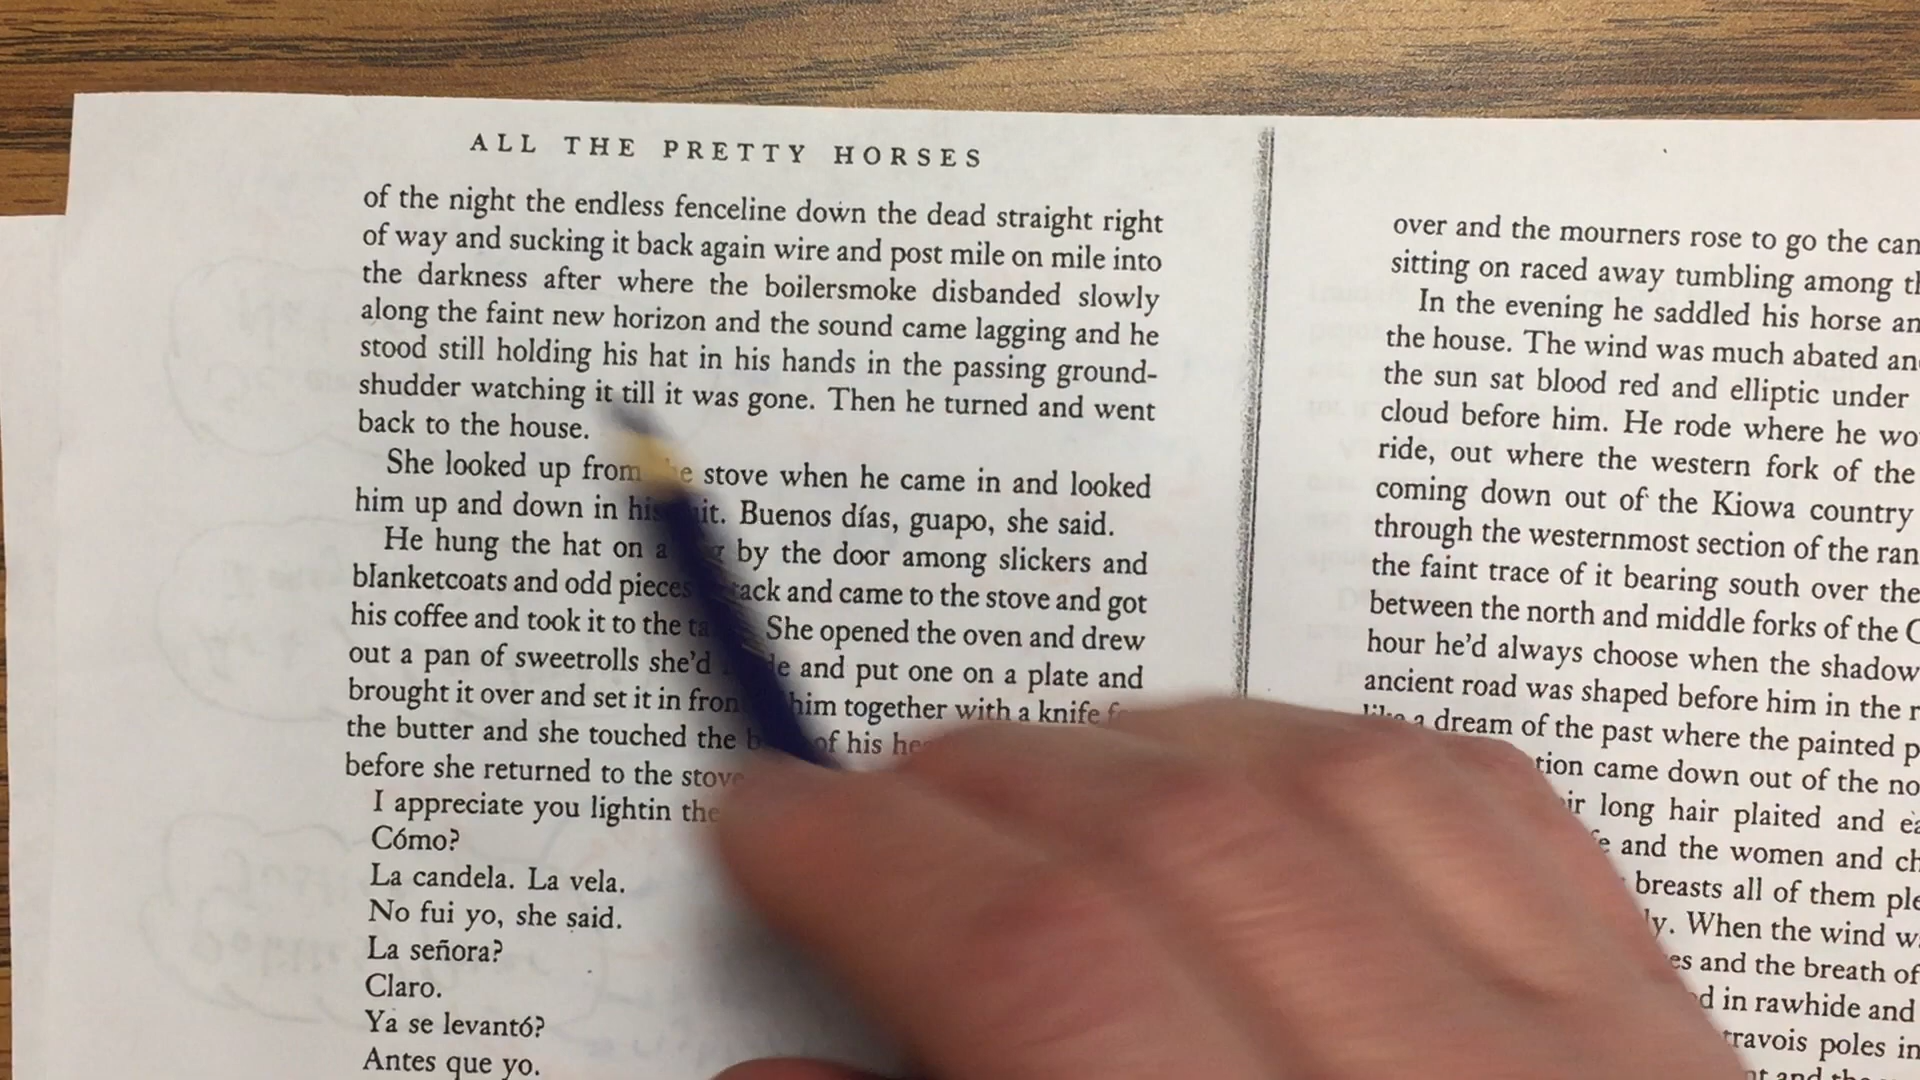 ALL THE PRETTY HORSES
of the night the endless fenceline down the dead straight right
of way and sucking it back again wire and post mile on mile into
the darkness after where the boilersmoke disbanded slowly
along the faint new horizon and the sound came lagging and he
stood still holding his hat in his hands in the passing ground-
shudder watching it till it was gone. Then he turned and went
back to the house.
She looked up from stove when he came in and looked
him up and down in his Buenos días, guapo, she said.
He hung the hat on a by the door among slickers and
blanketcoats and odd pieces tack and came to the stove and got
his coffee and took it to the She opened the oven and drew
out a pan of sweetrolls she'd and put one on a plate and
brought it over and set it in him together with a knife
the butter and she touched the of his
before she returned to the stove
I appreciate you lightin the
Cómo?
La candela. La vela.
No fui yo, she said.
La señora?
Claro.
Ya se levantó?
Antes que yo.
over and the mourners rose to go the can
sitting on raced away tumbling among
In the evening he saddled his horse
the house. The wind was much abated
the sun sat blood red and elliptic under
cloud before him. He rode where he
ride, out where the western fork of the
coming down out of the Kiowa country
through the westernmost section of the
the faint trace of it bearing south over the
between the north and middle forks of the
hour he'd always choose when the shadow
ancient road was shaped before him in the
like a dream of the past where the painted
came down out of the
long hair plaited and
and the women and
breasts all of them
When the wind
and the breath of
in rawhide and
travois poles in
and